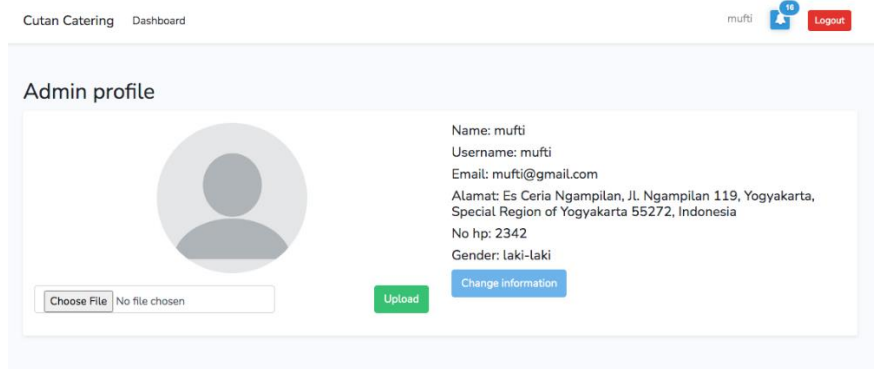 Cutan Catering Dashboard mufti 16 Logout
Admin profile
Name: mufti
Username: mufti
Email: mufti@gmail.com
Alamat: Es Ceria Ngampilan, Jl. Ngampilan 119, Yogyakarta,
Special Region of Yogyakarta 55272, Indonesia
No hp: 2342
Gender: laki-laki
Choose File No file chosen Upload
Change information